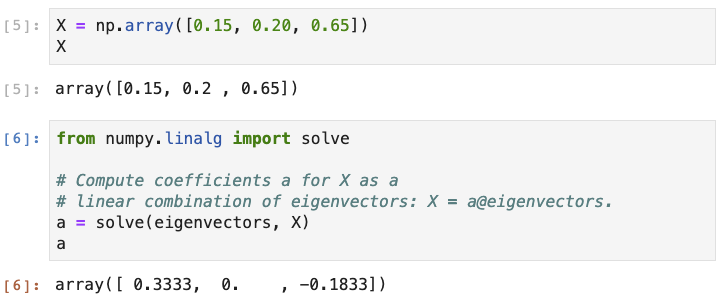 [5]: X = np.array([0.15, 0.20, 0.65])
X
[5]: array([0.15, 0.2 , 0.65])
[6]: from numpy.linalg import solve
# Compute coefficients a for X as a
# linear combination of eigenvectors: X = a@eigenvectors.
a = solve(eigenvectors, X)
a
[6]: array([ 0.3333,  0.    , -0.1833])